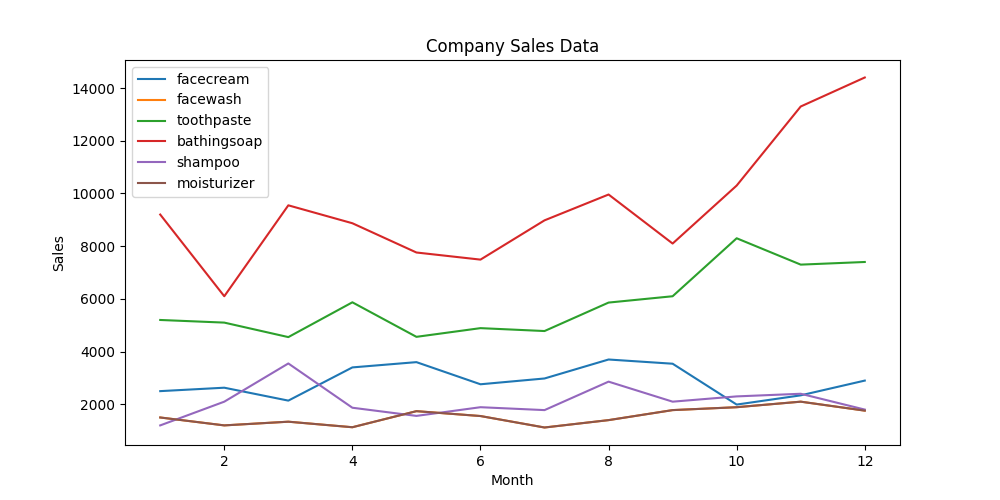 Company Sales Data
facecream
facewash
toothpaste
bathingsoap
shampoo
moisturizer
14000
12000
10000
8000
6000
4000
2000
Sales
2 4 6 8 10 12
Month